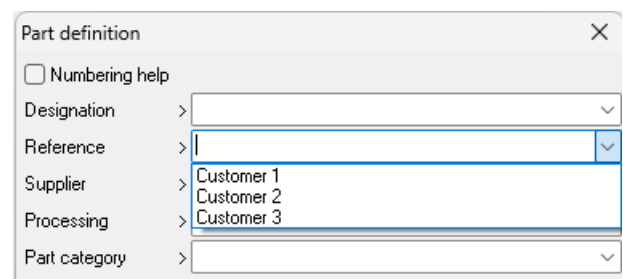 Part definition
Numbering help
Designation >
Reference >
Customer 1
Supplier >
Customer 2
Customer 3
Processing >
Part category >